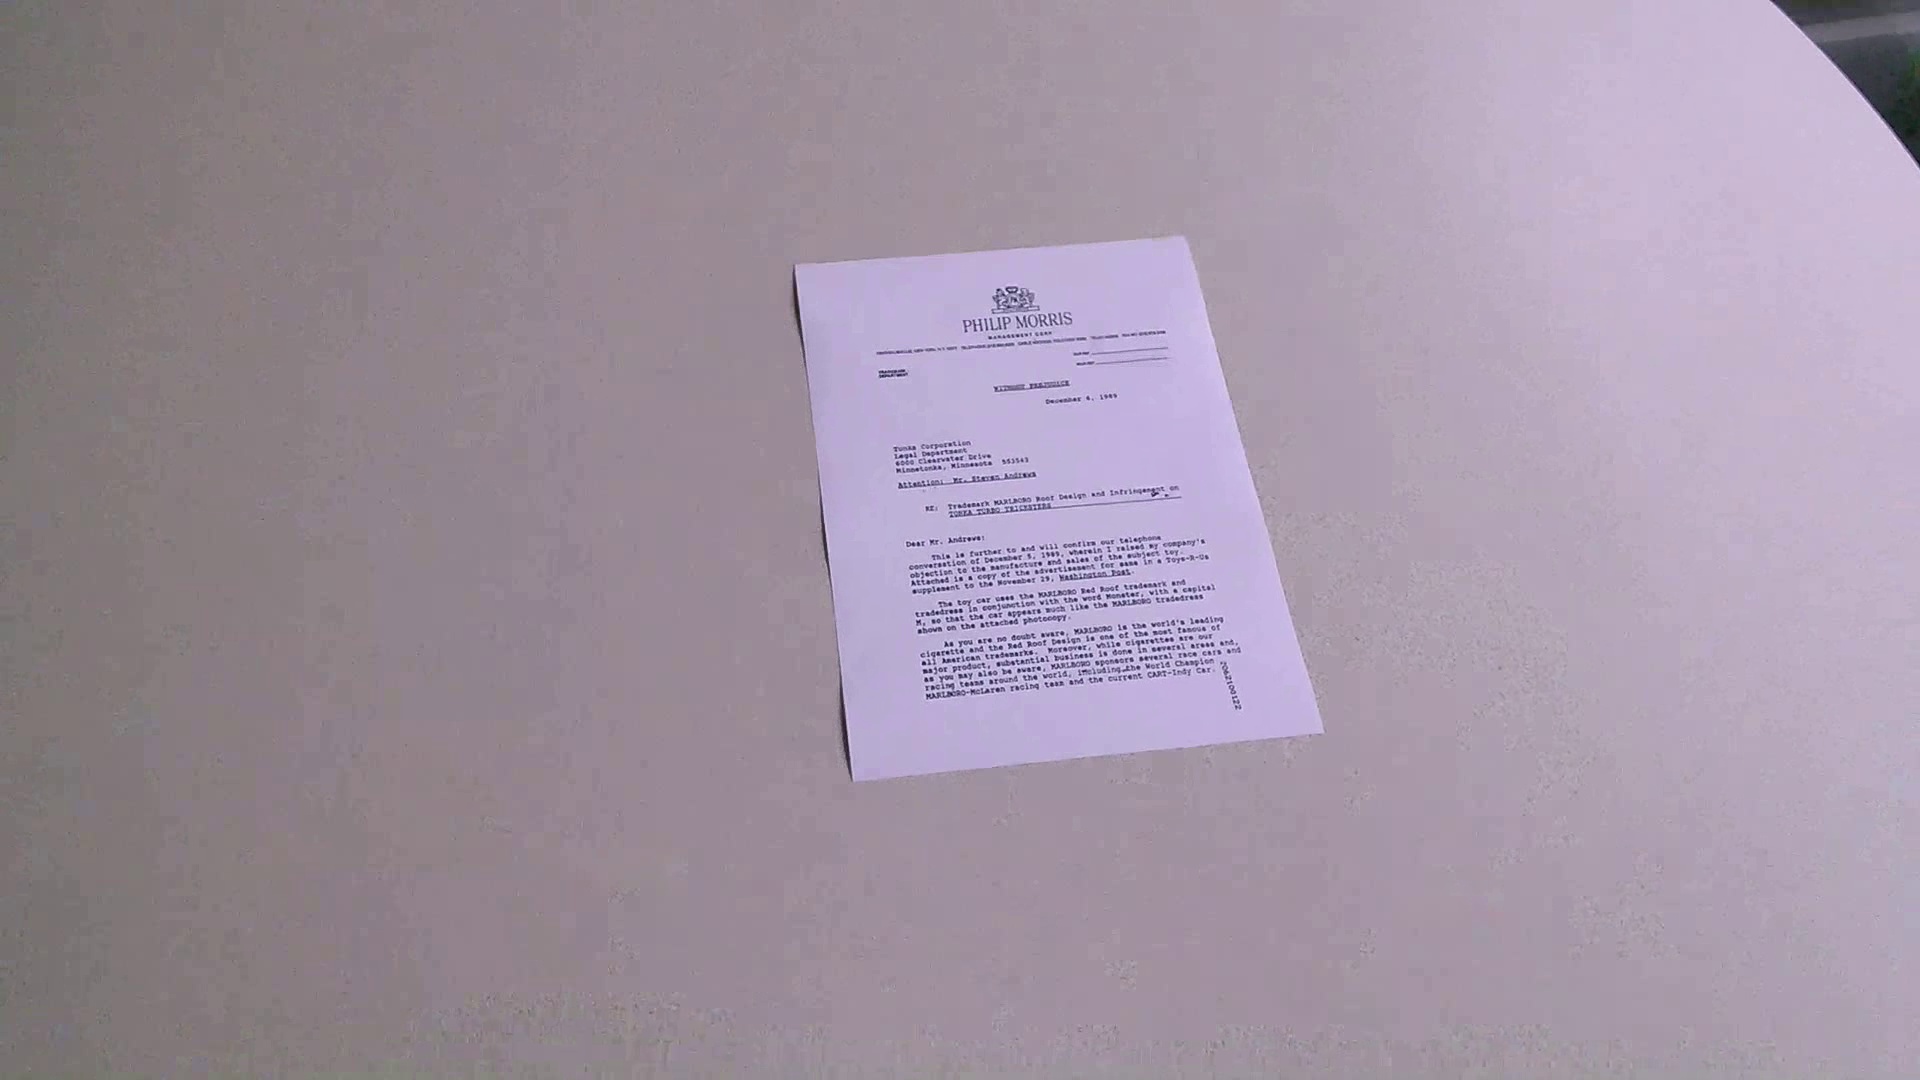 PHILIP MORRIS
MANAGEMENT CORP.
TRADEMARK
DEPARTMENT
WITHOUT PREJUDICE
December 6, 1989
Tonka Corporation
Legal Department
6000 Clearwater Drive
Minnetonka, Minnesota 553543
Attention: Mr. Steven Andrews
RE: Trademark MARLBORO Roof Design and Infringement on
TONKA TURBO TRICKSTERS
Dear Mr. Andrews:
This is further to and will confirm our telephone
conversation of December 5, 1989, wherein I raised my company's
objection to the manufacture and sales of the subject toy.
Attached is a copy of the advertisement for same in a Toys-R-Us
supplement to the November 29, Washington Post.
The toy car uses the MARLBORO Red Roof trademark and
tradedress in conjunction with the word Monster, with a capital
M, so that the car appears much like the MARLBORO tradedress
shown on the attached photocopy.
As you are no doubt aware, MARLBORO is the world's leading
cigarette and the Red Roof Design is one of the most famous of
all American trademarks. Moreover, while cigarettes are our
major product, substantial business is done in several areas and,
as you may also be aware, MARLBORO sponsors several race cars and
racing teams around the world, including the World Champion
MARLBORO-McLaren racing team and the current CART-Indy Car.